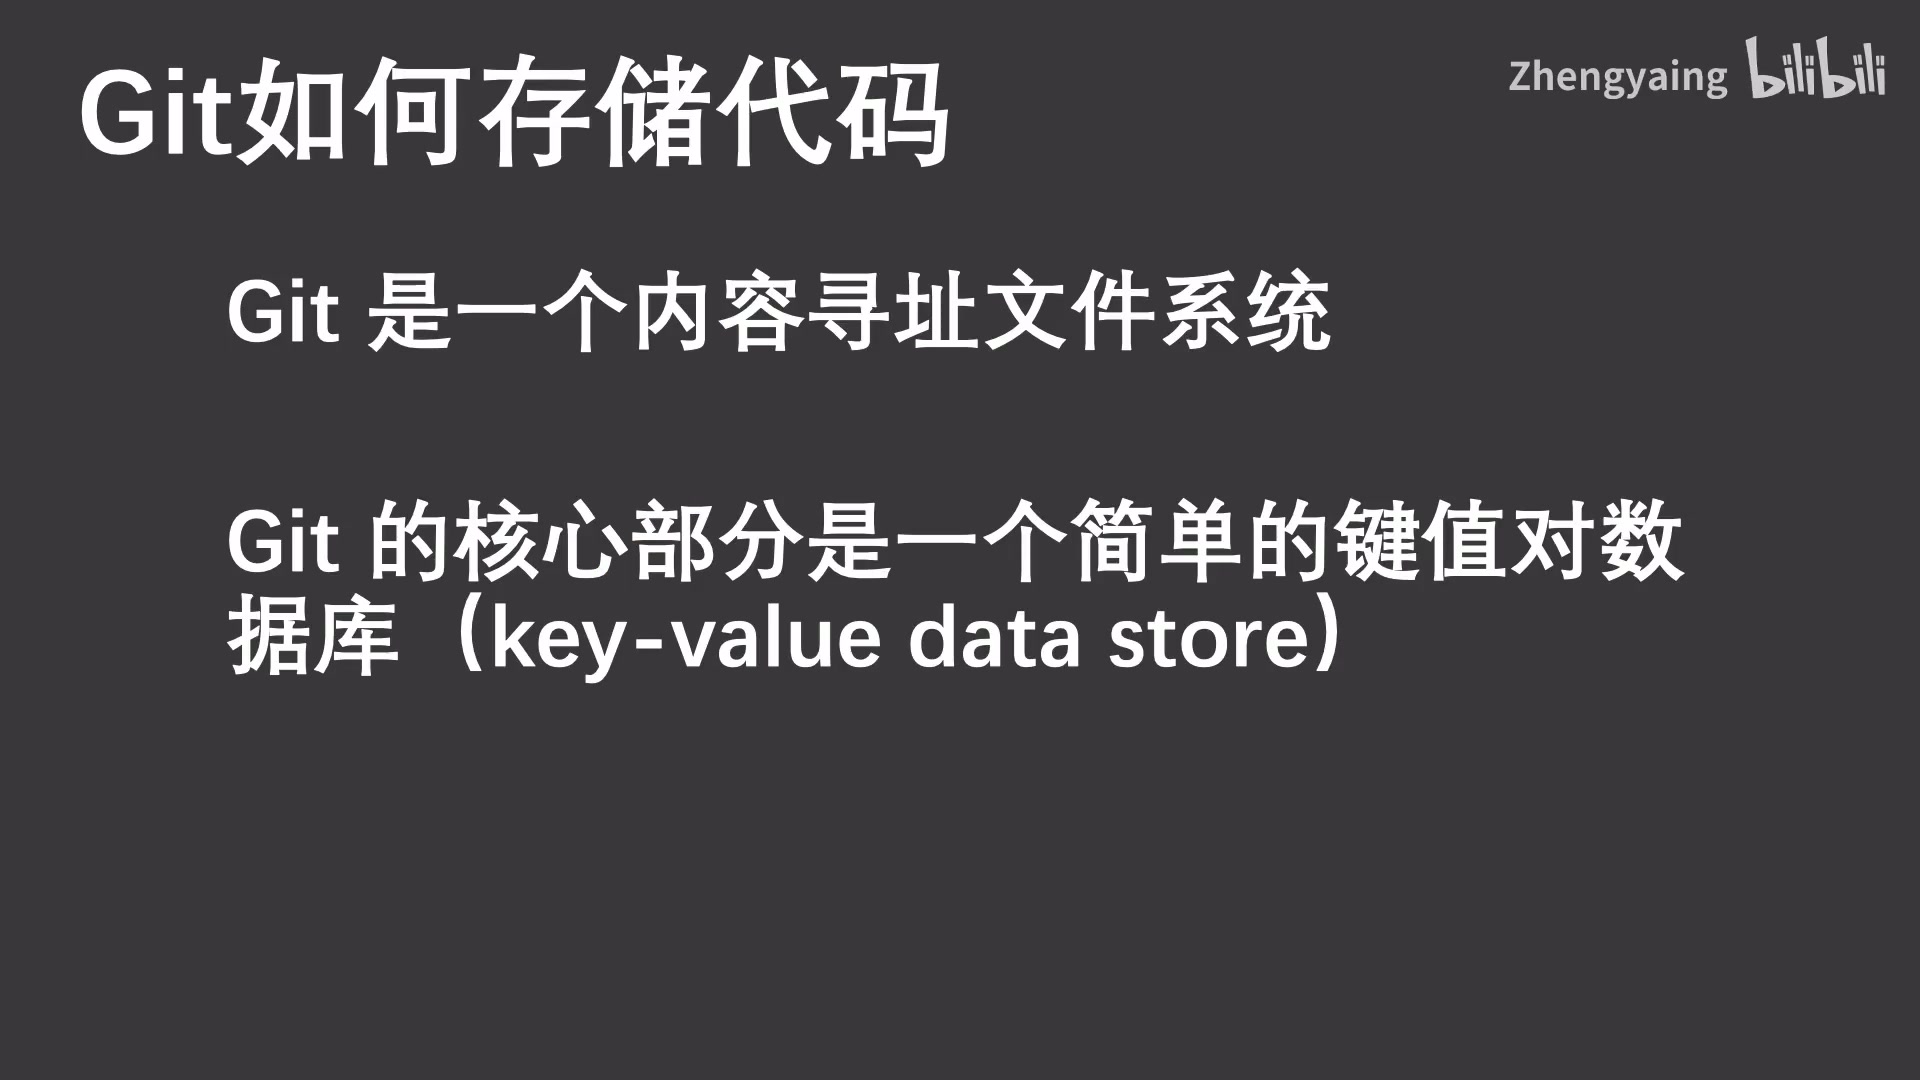 Git如何存储代码
Zhengyaing bilibili
Git 是一个内容寻址文件系统
Git 的核心部分是一个简单的键值对数
据库（key-value data store）